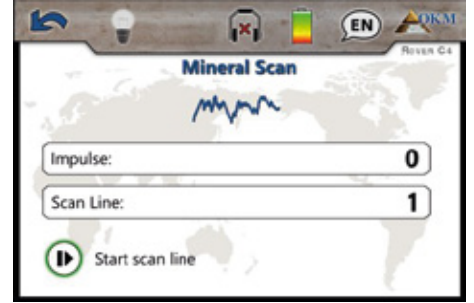 EN
OKM
Rover C4
Mineral Scan
Impulse: 0
Scan Line: 1
Start scan line